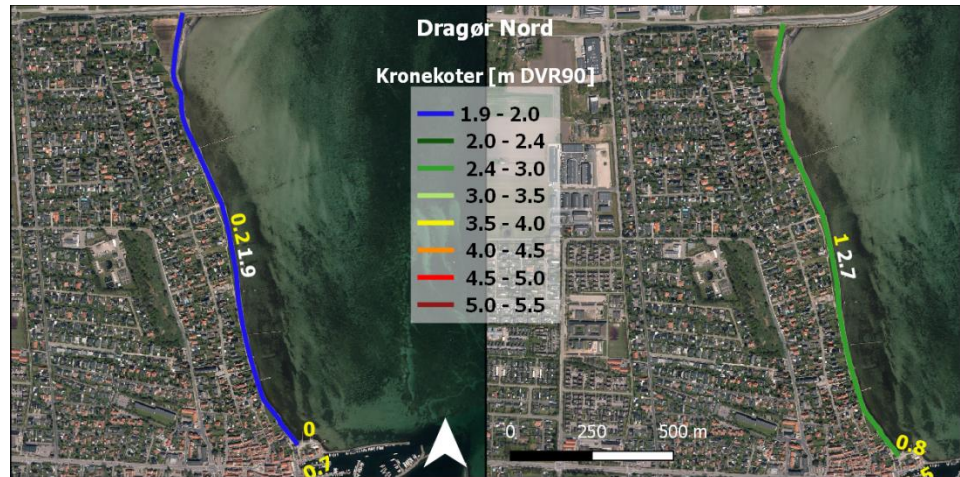 Dragør Nord
Kronekoter [m DVR90]
1.9 - 2.0
2.0 - 2.4
2.4 - 3.0
3.0 - 3.5
3.5 - 4.0
4.0 - 4.5
4.5 - 5.0
5.0 - 5.5
0.2 1.9
0
0.7
1 2.7
0.8
0 250 500 m